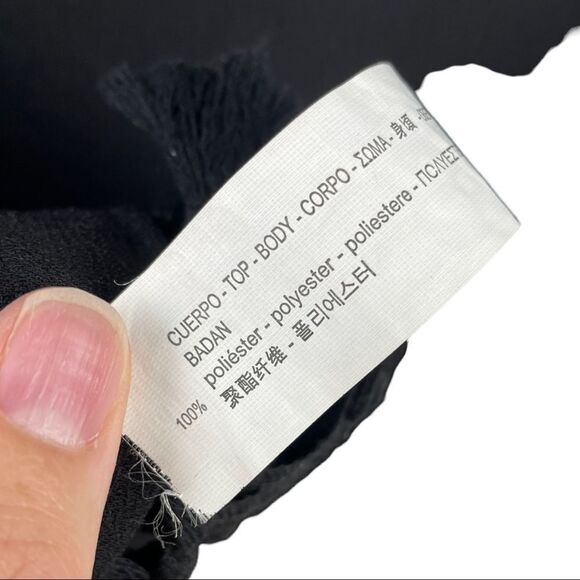 CUERPO - TOP - BODY - CORPO - ΣΩΜΑ - 身頃 -
BADAN
100% poliéster - polyester - poliestere - ΠΟΛΥΕΣΤ
聚酯纤维 - 폴리에스터